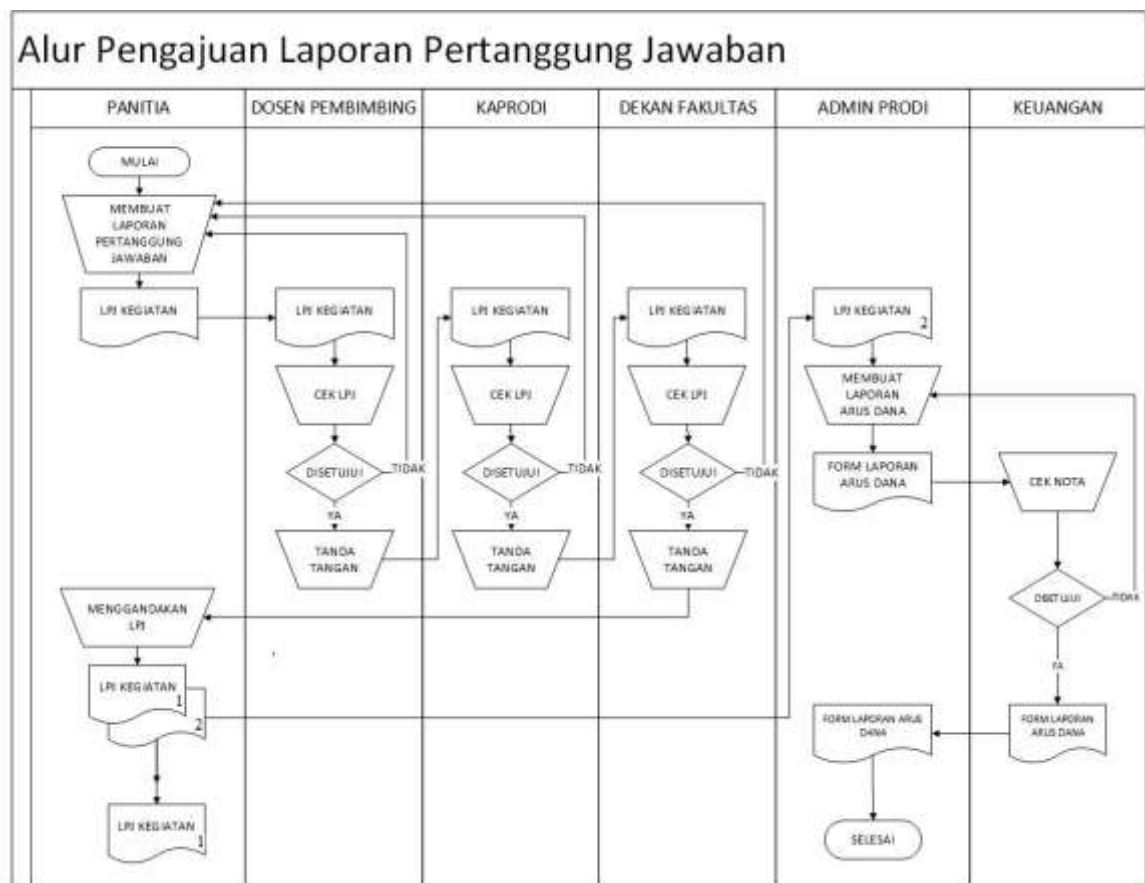 Alur Pengajuan Laporan Pertanggung Jawaban
PANITIA
DOSEN PEMBIMBING
KAPRODI
DEKAN FAKULTAS
ADMIN PRODI
KEUANGAN
MULAI
MEMBUAT
LAPORAN
PERTANGGUNG
JAWABAN
LPJ KEGIATAN
LPJ KEGIATAN
LPJ KEGIATAN
LPJ KEGIATAN
LPJ KEGIATAN
2
CEK LPJ
CEK LPJ
CEK LPJ
MEMBUAT
LAPORAN
ARUS DANA
DISETUJUI
TIDAK
DISETUJUI
TIDAK
DISETUJUI
TIDAK
FORM LAPORAN
ARUS DANA
CEK NOTA
YA
YA
YA
TANDA
TANGAN
TANDA
TANGAN
TANDA
TANGAN
DISETUJUI
TIDAK
MENGGANDAKAN
LPJ
YA
LPJ KEGIATAN
1
2
FORM LAPORAN ARUS
DANA
FORM LAPORAN
ARUS DANA
LPJ KEGIATAN
1
SELESAI